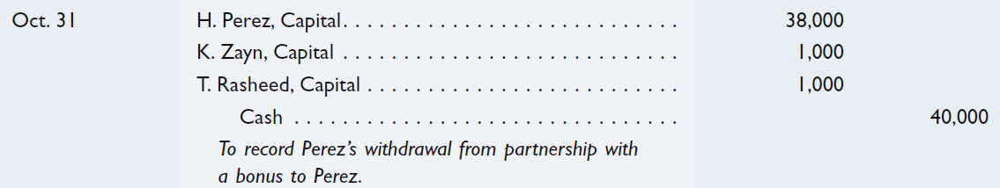 Oct. 31 H. Perez, Capital. . . . . . . . . . . . . . . . . . . . . . . . . . . . 38,000
K. Zayn, Capital . . . . . . . . . . . . . . . . . . . . . . . . . . . . 1,000
T. Rasheed, Capital . . . . . . . . . . . . . . . . . . . . . . . . . . 1,000
Cash . . . . . . . . . . . . . . . . . . . . . . . . . . . . . . . . 40,000
To record Perez’s withdrawal from partnership with
a bonus to Perez.